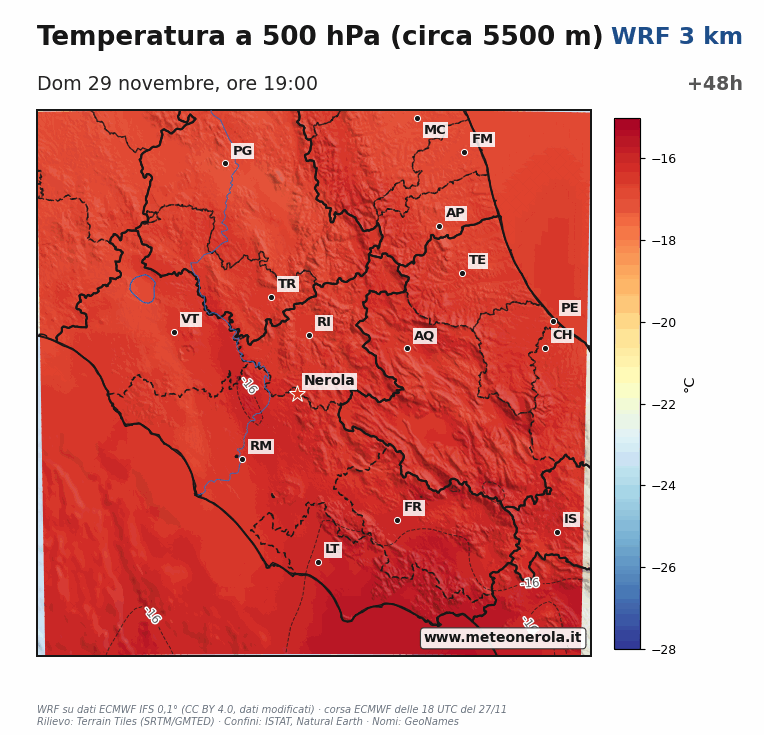 Temperatura a 500 hPa (circa 5500 m) WRF 3 km
Dom 29 novembre, ore 19:00 +48h
MC
FM
PG
AP
TE
TR
PE
VT
RI
AQ
CH
-16
Nerola
RM
FR
IS
LT
-16
-16
www.meteonerola.it
−16
−18
−20
−22
−24
−26
−28
°C
WRF su dati ECMWF IFS 0,1° (CC BY 4.0, dati modificati) · corsa ECMWF delle 18 UTC del 27/11
Rilievo: Terrain Tiles (SRTM/GMTED) · Confini: ISTAT, Natural Earth · Nomi: GeoNames